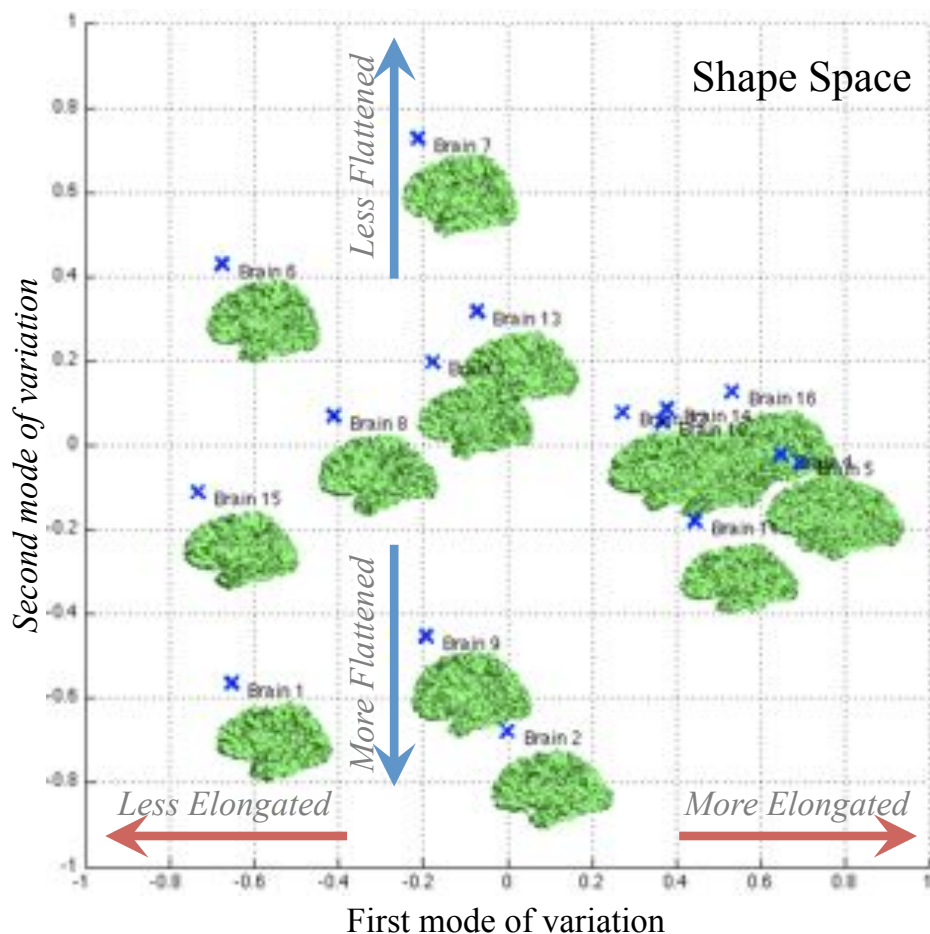 Shape Space
Less Flattened
More Flattened
Less Elongated
More Elongated
Brain 7
Brain 6
Brain 13
Brain 8
Brain 14
Brain 16
Brain 5
Brain 15
Brain 9
Brain 1
Brain 2
Second mode of variation
1
0.8
0.6
0.4
0.2
0
-0.2
-0.4
-0.6
-0.8
-1
-1
-0.8
-0.6
-0.4
-0.2
0
0.2
0.4
0.6
0.8
1
First mode of variation